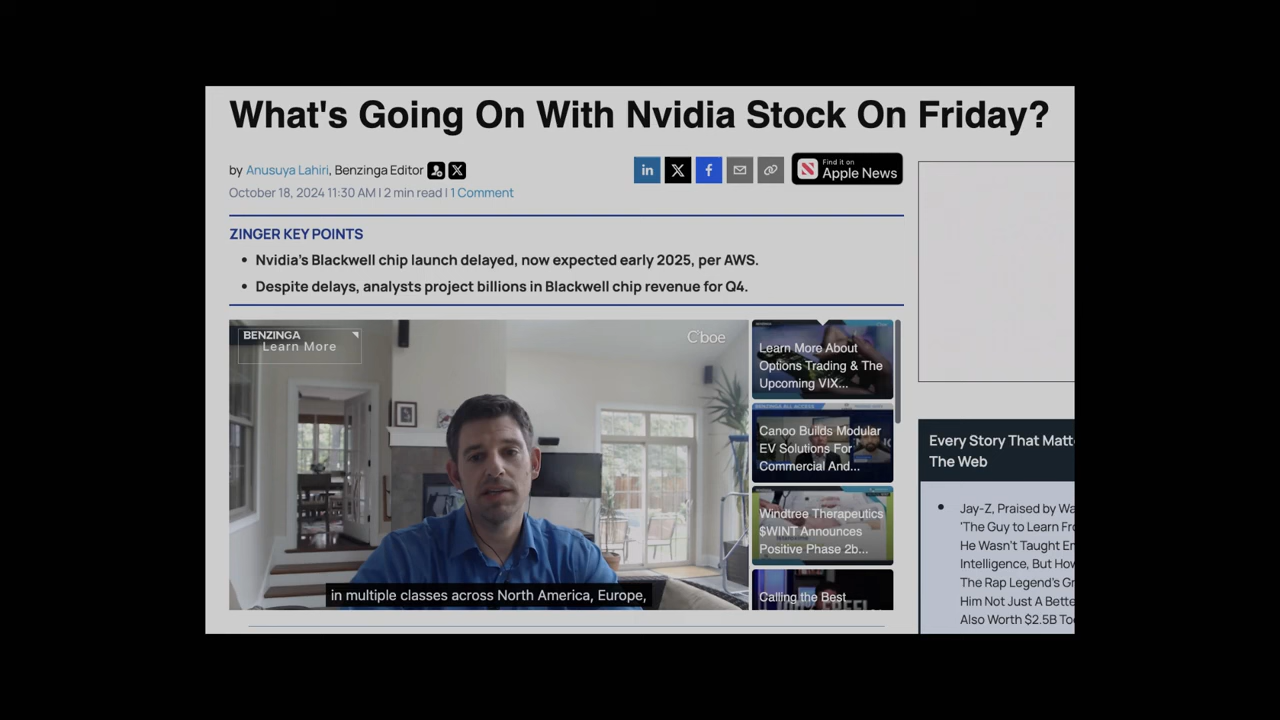 What's Going On With Nvidia Stock On Friday?
by Anusuya Lahiri, Benzinga Editor
October 18, 2024 11:30 AM | 2 min read | 1 Comment
Find it on
Apple News
ZINGER KEY POINTS
• Nvidia's Blackwell chip launch delayed, now expected early 2025, per AWS.
• Despite delays, analysts project billions in Blackwell chip revenue for Q4.
BENZINGA
Learn More
Cboe
in multiple classes across North America, Europe,
Learn More About
Options Trading & The
Upcoming VIX...
Canoo Builds Modular
EV Solutions For
Commercial And...
Windtree Therapeutics
$WINT Announces
Positive Phase 2b...
Calling the Best
Every Story That Matt
The Web
• Jay-Z, Praised by Wa
'The Guy to Learn Fr
He Wasn't Taught E
Intelligence, But How
The Rap Legend's Gr
Him Not Just A Bette
Also Worth $2.5B To